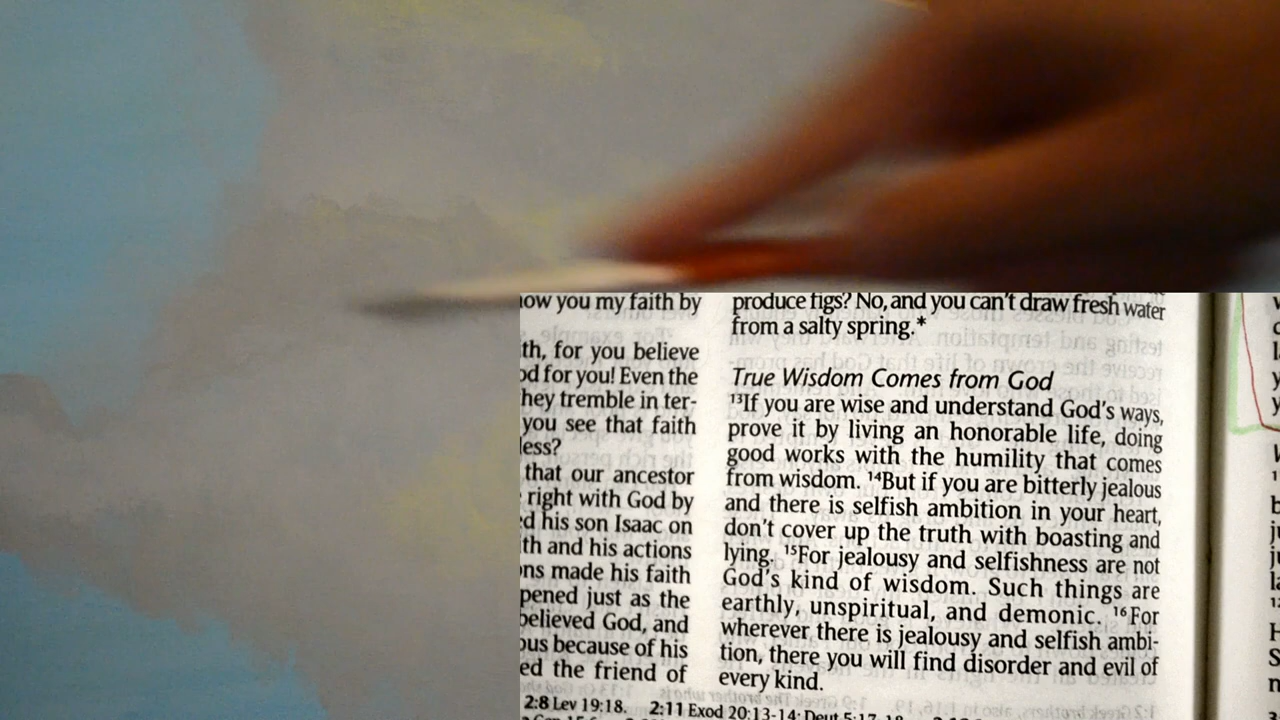 now you my faith by
th, for you believe
od for you! Even the
hey tremble in ter-
you see that faith
less?
that our ancestor
right with God by
ed his son Isaac on
th and his actions
ons made his faith
pened just as the
believed God, and
ous because of his
ed the friend of
produce figs? No, and you can't draw fresh water
from a salty spring.*
True Wisdom Comes from God
13If you are wise and understand God's ways,
prove it by living an honorable life, doing
good works with the humility that comes
from wisdom. 14But if you are bitterly jealous
and there is selfish ambition in your heart,
don't cover up the truth with boasting and
lying. 15For jealousy and selfishness are not
God's kind of wisdom. Such things are
earthly, unspiritual, and demonic. 16For
wherever there is jealousy and selfish ambi-
tion, there you will find disorder and evil of
every kind.
2:8 Lev 19:18. 2:11 Exod 20:13-14; Deut 5:17-18.